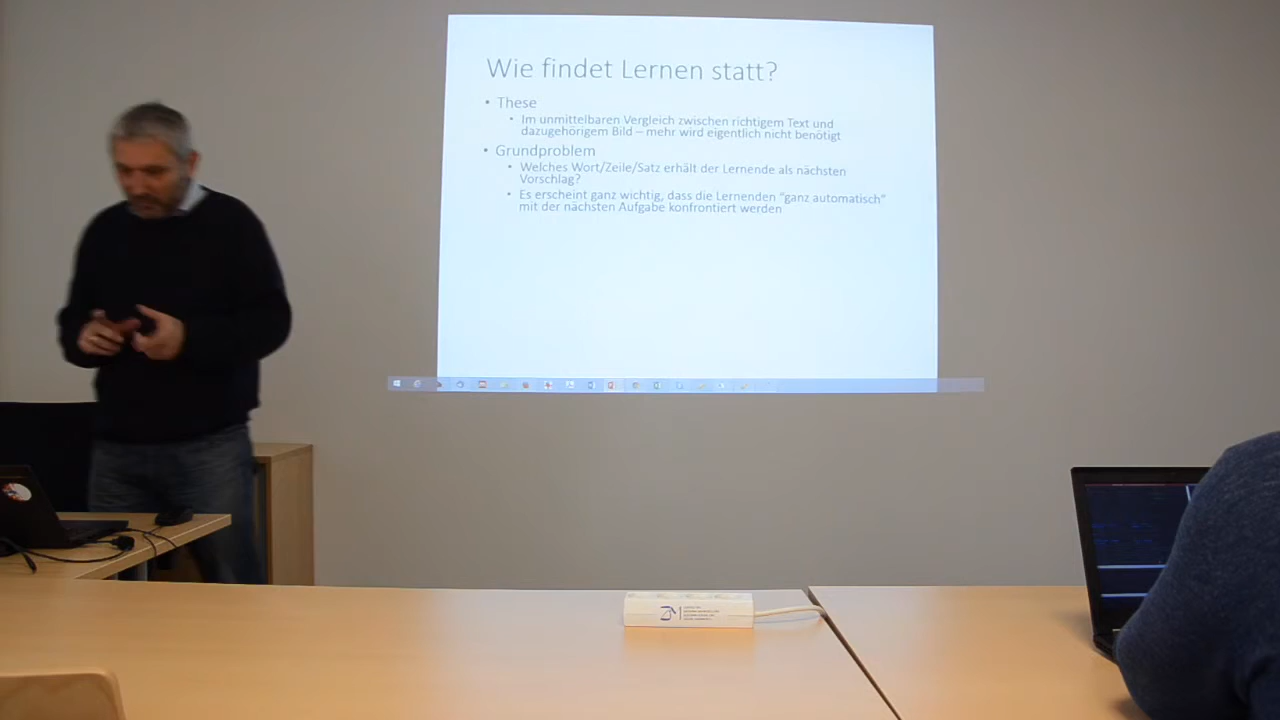 Wie findet Lernen statt?
• These
• Im unmittelbaren Vergleich zwischen richtigem Text und
dazugehörigem Bild – mehr wird eigentlich nicht benötigt
• Grundproblem
• Welches Wort/Zeile/Satz erhält der Lernende als nächsten
Vorschlag?
• Es erscheint ganz wichtig, dass die Lernenden “ganz automatisch“
mit der nächsten Aufgabe konfrontiert werden